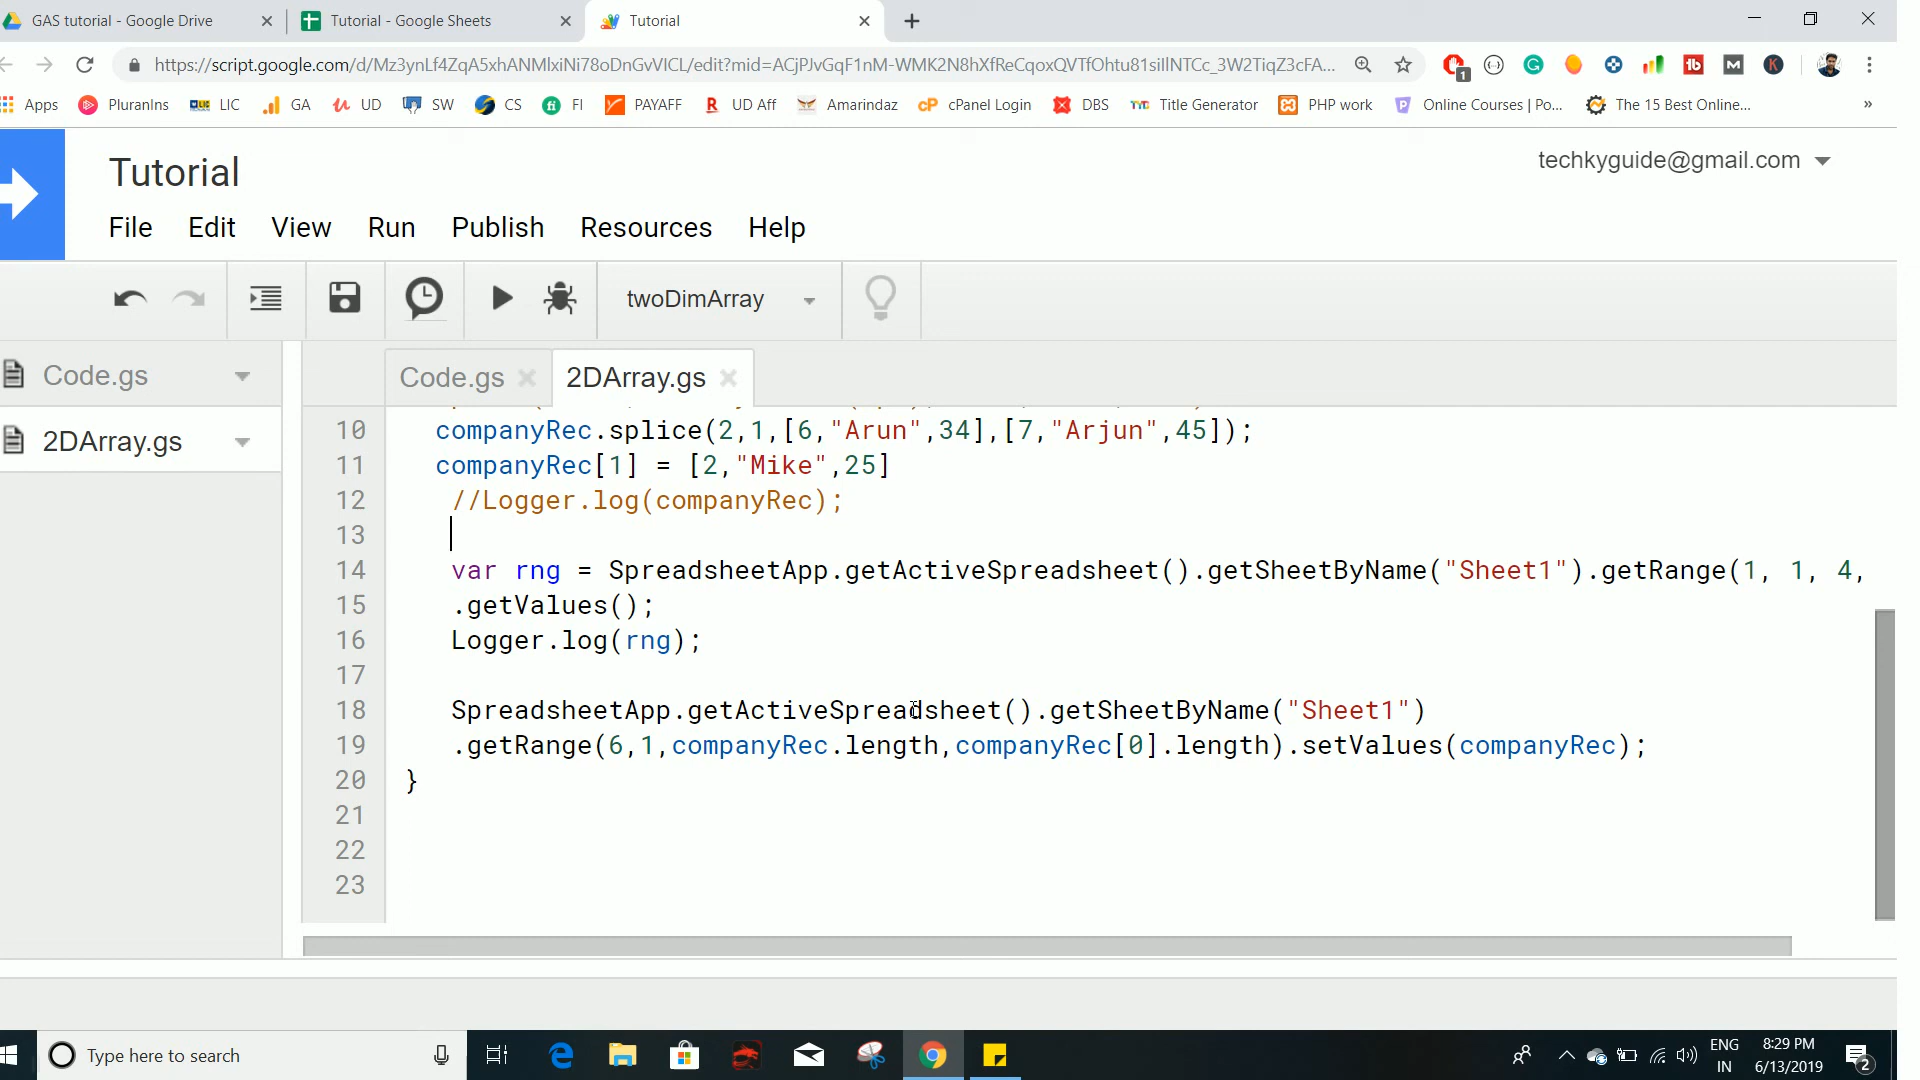 GAS tutorial - Google Drive
Tutorial - Google Sheets
Tutorial
https://script.google.com/d/Mz3ynLf4ZqA5xhANMlxiNi78oDnGvVICL/edit?mid=ACjPJvGqF1nM-WMK2N8hXfReCqoxQVTfOhtu81siIlNTCc_3W2TiqZ3cFA...
1
Apps
PluranIns
LIC
GA
UD
SW
CS
FI
PAYAFF
UD Aff
Amarindaz
cPanel Login
DBS
Title Generator
PHP work
Online Courses | Po...
The 15 Best Online...
»
Tutorial
techkyguide@gmail.com
File Edit View Run Publish Resources Help
twoDimArray
Code.gs
2DArray.gs
Code.gs
2DArray.gs
10 companyRec.splice(2,1,[6,"Arun",34],[7,"Arjun",45]);
11 companyRec[1] = [2,"Mike",25]
12 //Logger.log(companyRec);
13
14 var rng = SpreadsheetApp.getActiveSpreadsheet().getSheetByName("Sheet1").getRange(1, 1, 4,
15 .getValues();
16 Logger.log(rng);
17
18 SpreadsheetApp.getActiveSpreadsheet().getSheetByName("Sheet1")
19 .getRange(6,1,companyRec.length,companyRec[0].length).setValues(companyRec);
20 }
21
22
23
Type here to search
ENG
IN
8:29 PM
6/13/2019
2